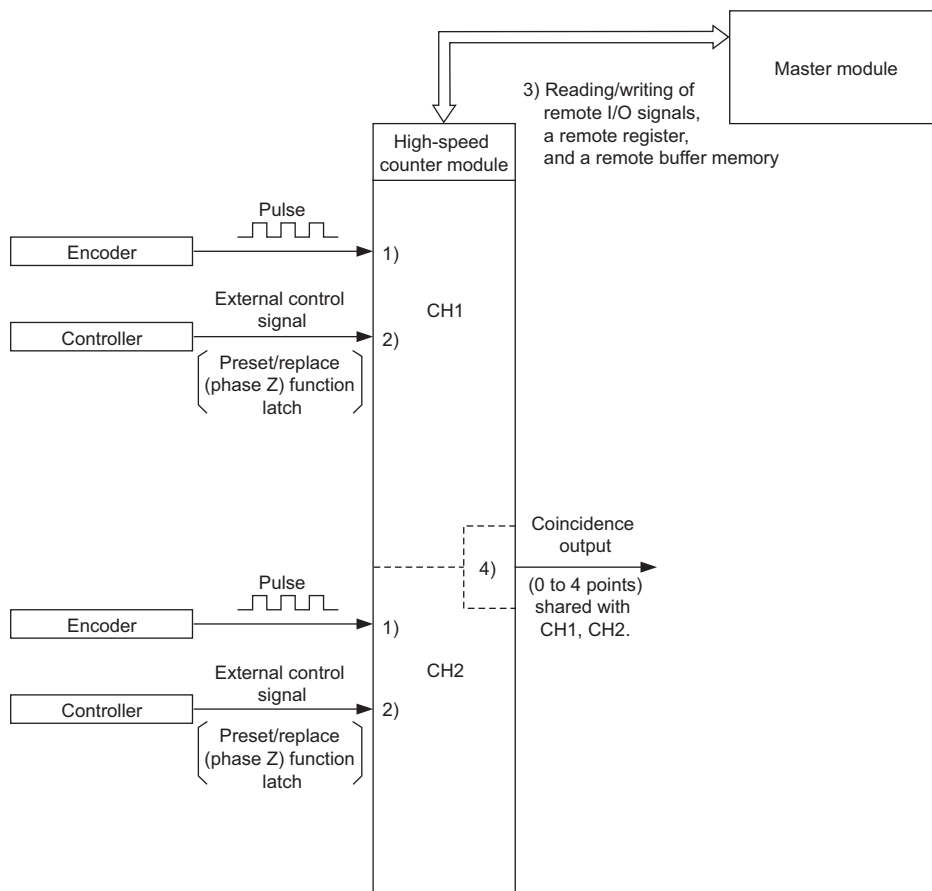 Master module
3) Reading/writing of
remote I/O signals,
a remote register,
and a remote buffer memory
High-speed
counter module
Pulse
Encoder
1)
External control
signal
CH1
Controller
2)
Preset/replace
(phase Z) function
latch
Coincidence
output
4)
(0 to 4 points)
shared with
CH1, CH2.
Pulse
Encoder
1)
External control
signal
CH2
Controller
2)
Preset/replace
(phase Z) function
latch